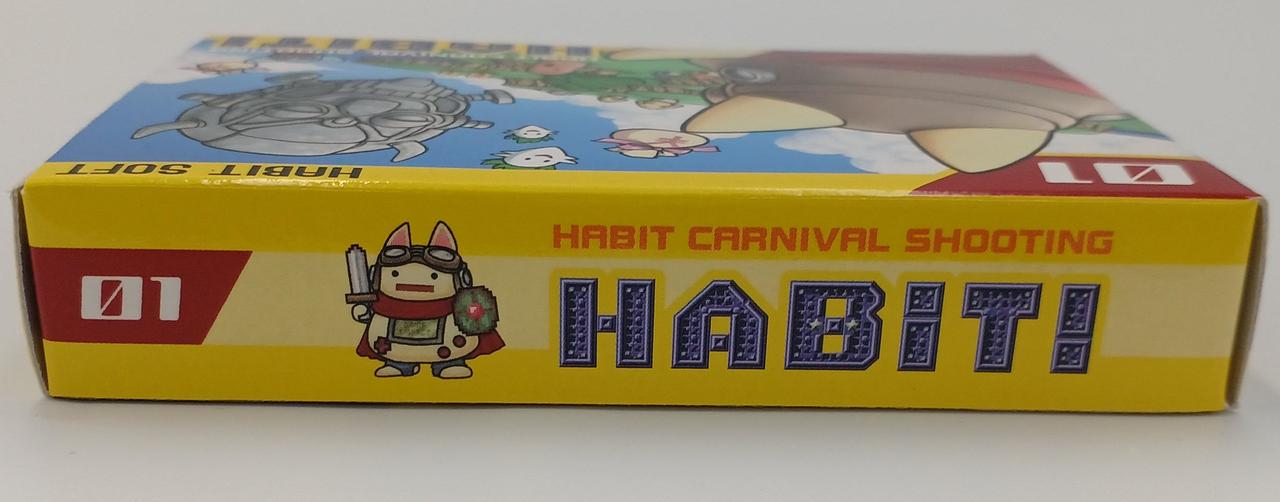 HABIT SOFT
01
01
HABIT CARNIVAL SHOOTING
HABIT!